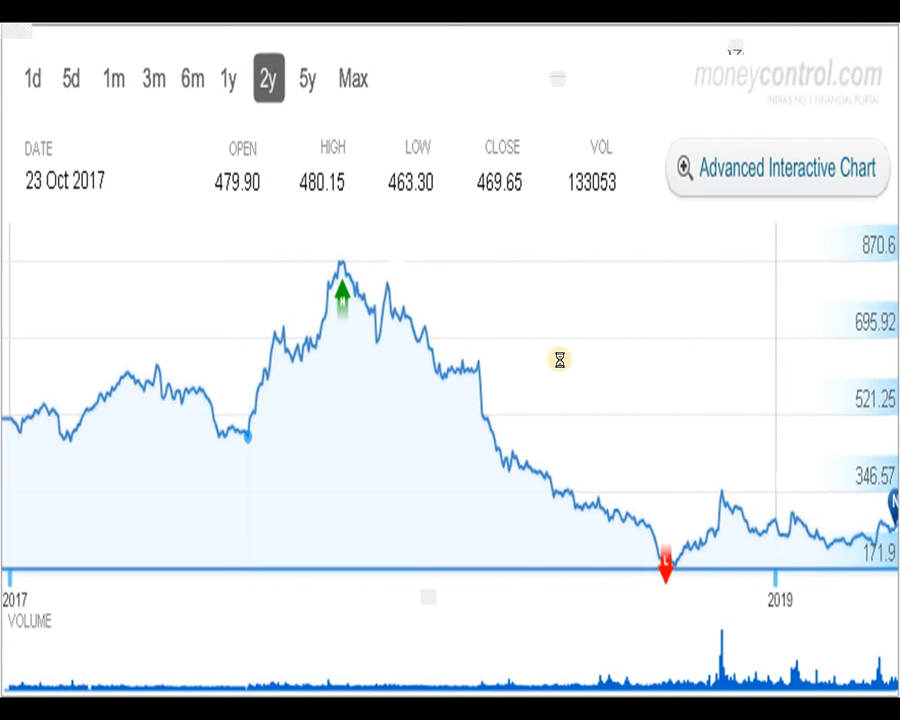 1d 5d 1m 3m 6m 1y 2y 5y Max
moneycontrol.com
INDIA'S NO.1 FINANCIAL PORTAL
DATE OPEN HIGH LOW CLOSE VOL
23 Oct 2017 479.90 480.15 463.30 469.65 133053
Advanced Interactive Chart
870.6
H
695.92
521.25
346.57
N
171.9
L
2017 2019
VOLUME